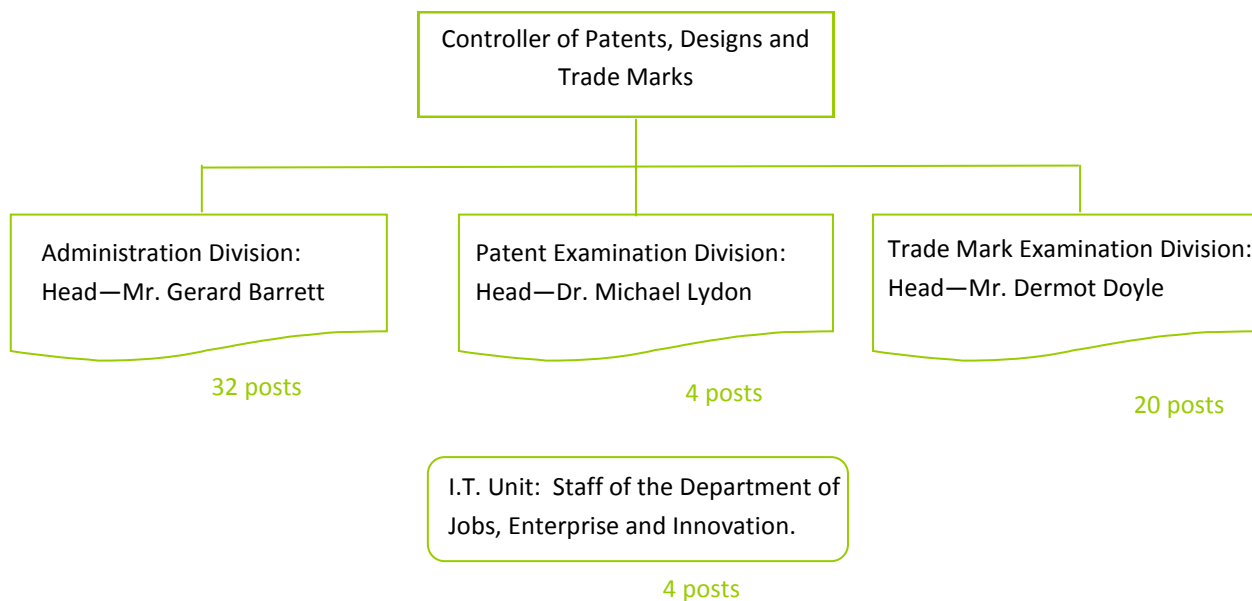 Controller of Patents, Designs and
Trade Marks
Administration Division:
Head—Mr. Gerard Barrett
32 posts
Patent Examination Division:
Head—Dr. Michael Lydon
4 posts
Trade Mark Examination Division:
Head—Mr. Dermot Doyle
20 posts
I.T. Unit:  Staff of the Department of
Jobs, Enterprise and Innovation.
4 posts